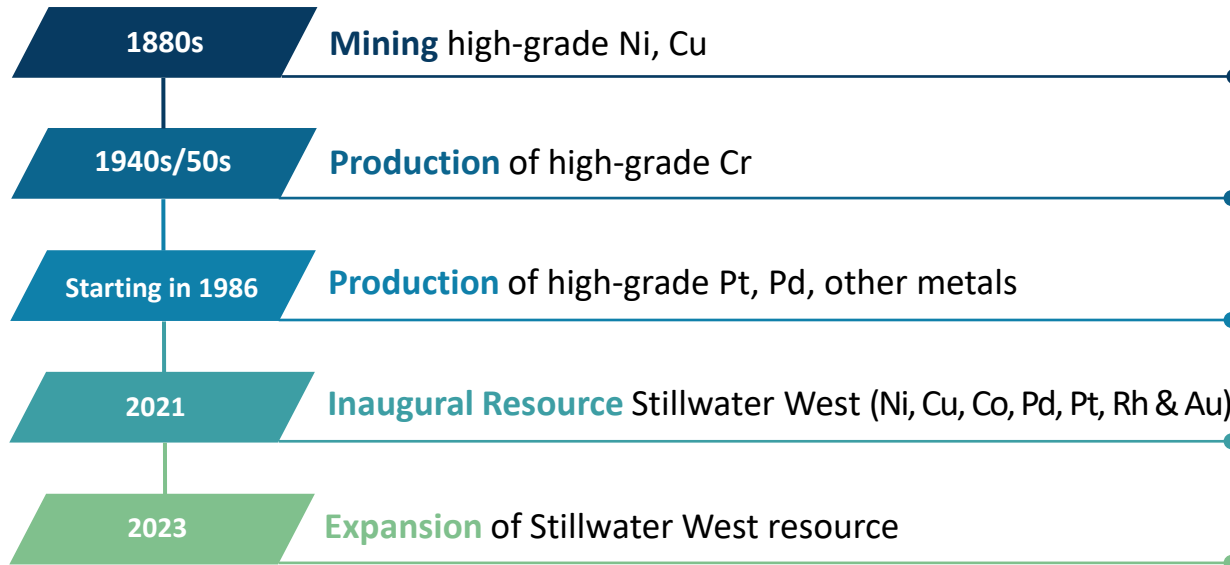 1880s
Mining high-grade Ni, Cu
1940s/50s
Production of high-grade Cr
Starting in 1986
Production of high-grade Pt, Pd, other metals
2021
Inaugural Resource Stillwater West (Ni, Cu, Co, Pd, Pt, Rh & Au)
2023
Expansion of Stillwater West resource